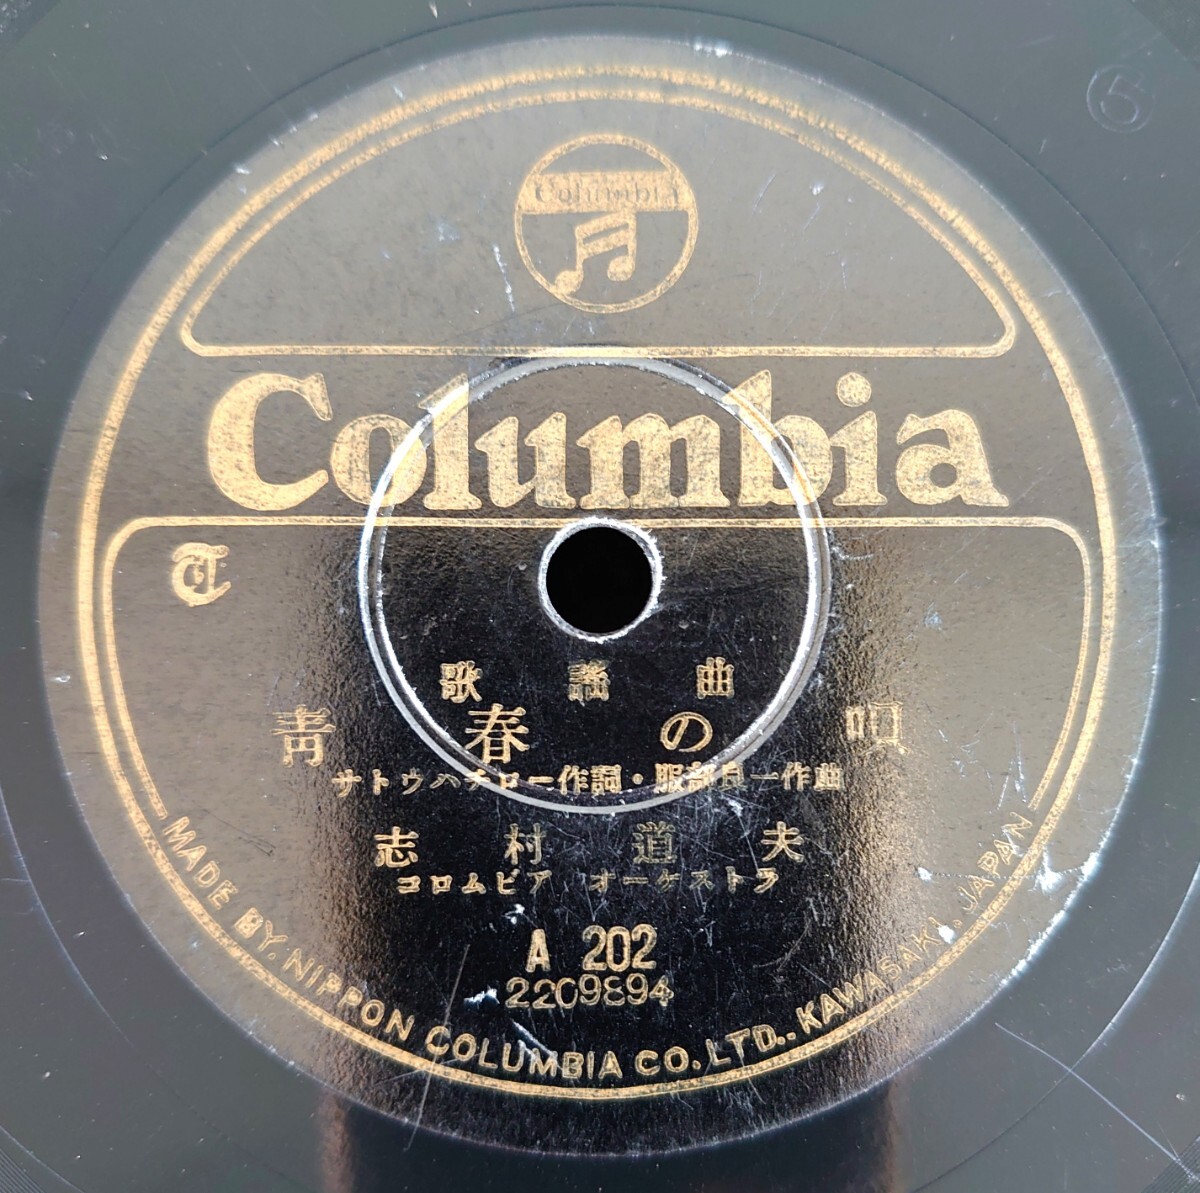 Columbia
Columbia
T
歌謡曲
青春の唄
サトウハチロー作詞・服部良一作曲
志村道夫
コロムビア オーケストラ
A 202
2209894
MADE BY. NIPPON COLUMBIA CO. LTD.. KAWASAKI. JAPAN
5